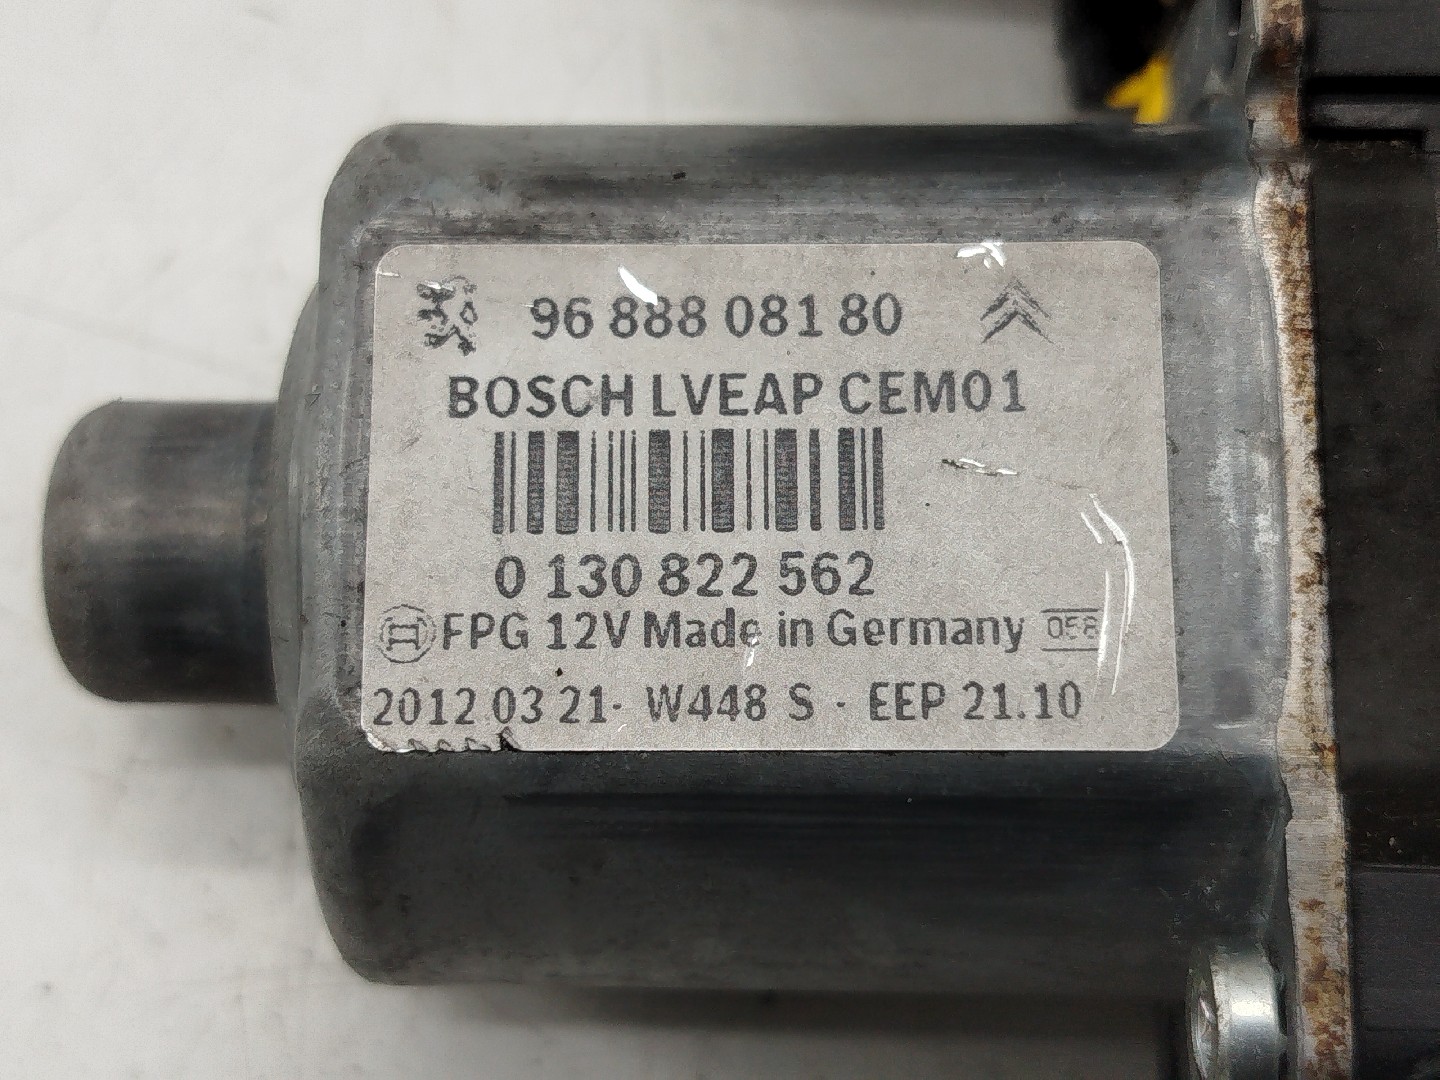 96 888 081 80
BOSCH LVEAP CEM01
0 130 822 562
FPG 12V Made in Germany 058
2012 03 21· W448 S · EEP 21.10